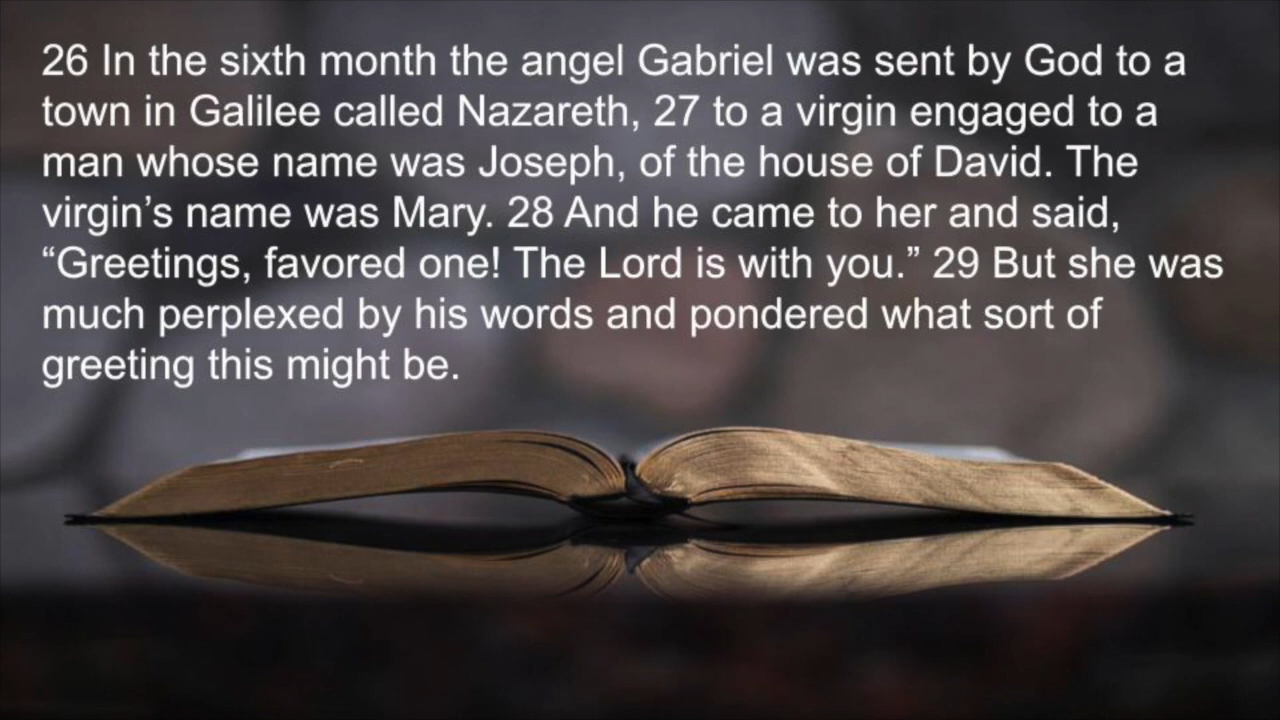 26 In the sixth month the angel Gabriel was sent by God to a
town in Galilee called Nazareth, 27 to a virgin engaged to a
man whose name was Joseph, of the house of David. The
virgin’s name was Mary. 28 And he came to her and said,
“Greetings, favored one! The Lord is with you.” 29 But she was
much perplexed by his words and pondered what sort of
greeting this might be.